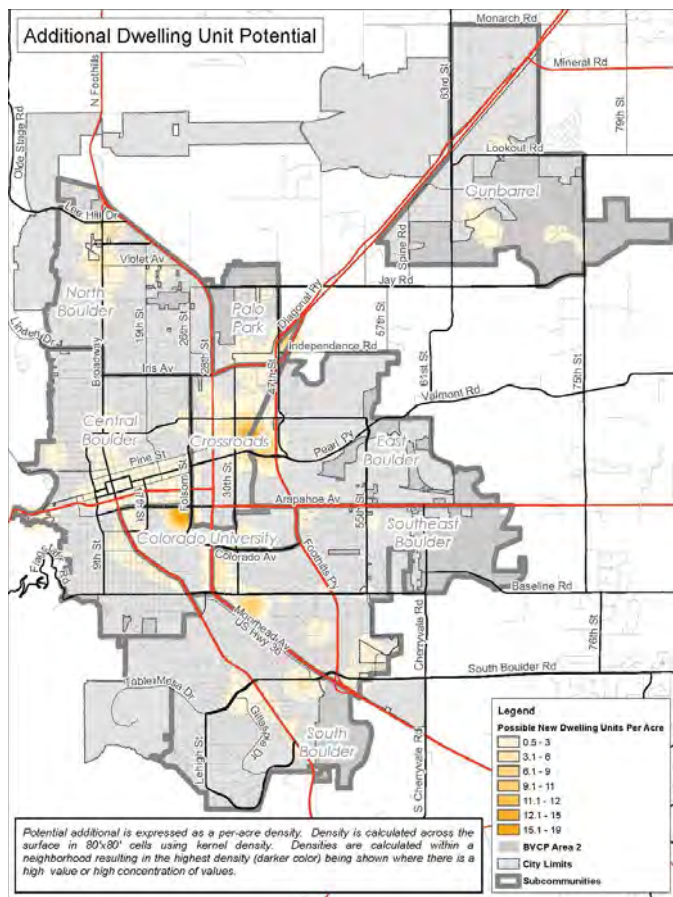 Additional Dwelling Unit Potential
Monarch Rd
Mineral Rd
N Foothills
63rd St
79th St
Olde Stage Rd
Lookout Rd
Gunbarrel
Lee Hill Dr
Spine Rd
Violet Av
Jay Rd
North
Boulder
19th St
26th St
Palo
Park
Diagonal Hy
57th St
Linden Dr
Broadway
Independence Rd
28th St
Iris Av
47th St
61st St
75th St
Valmont Rd
Central
Boulder
Crossroads
Pearl Py
East
Boulder
Pine St
Folsom St
30th St
Arapahoe Av
55th St
Southeast
Boulder
Colorado University
9th St
Colorado Av
Foothills Py
Baseline Rd
Moorhead Av
US Hwy 36
Cherryvale Rd
76th St
South Boulder Rd
Table Mesa Dr
Gillaspie Dr
Lehigh St
South
Boulder
S Cherryvale Rd
Legend
Possible New Dwelling Units Per Acre
0.5 - 3
3.1 - 6
6.1 - 9
9.1 - 11
11.1 - 12
12.1 - 15
15.1 - 19
BVCP Area 2
City Limits
Subcommunities
Potential additional is expressed as a per-acre density. Density is calculated across the
surface in 80'x80' cells using kernel density. Densities are calculated within a
neighborhood resulting in the highest density (darker color) being shown where there is a
high value or high concentration of values.